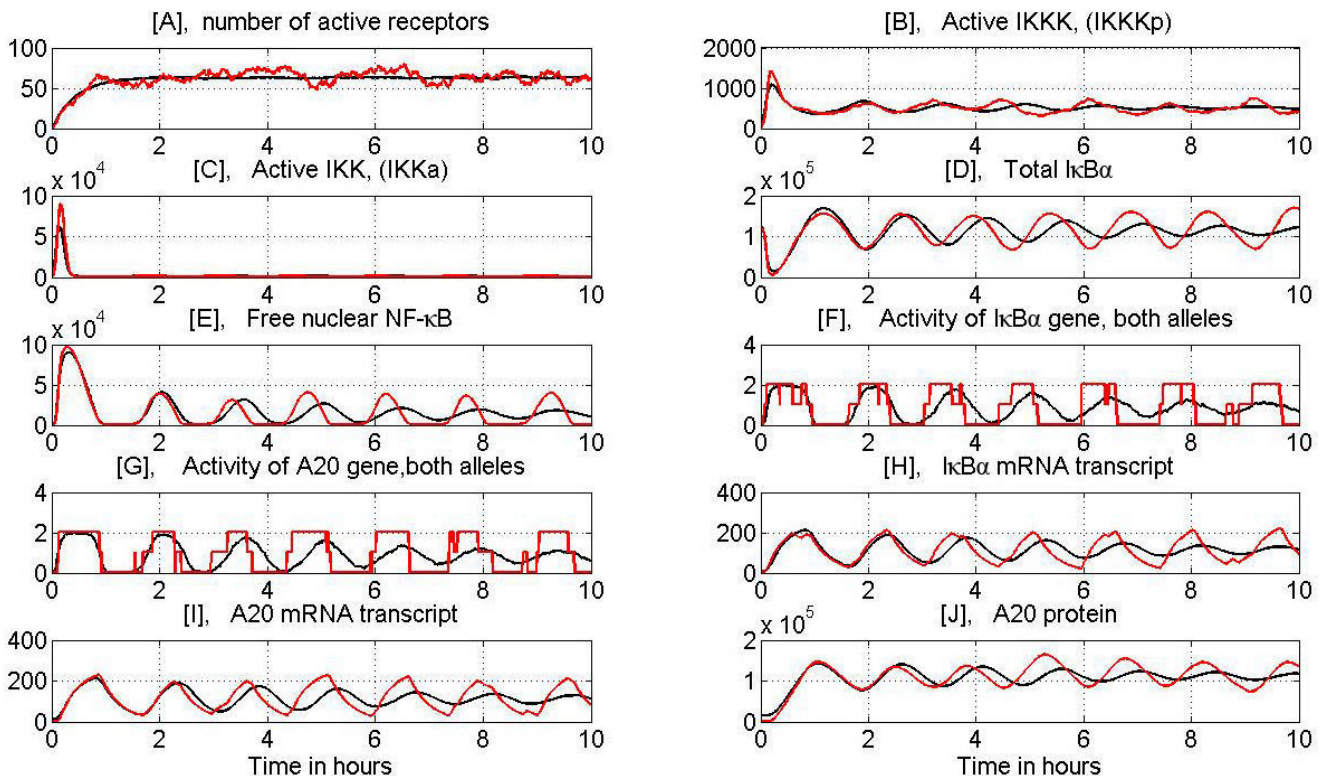 [A], number of active receptors
100
50
0
0 2 4 6 8 10
[B], Active IKKK, (IKKKp)
2000
1000
0
0 2 4 6 8 10
[C], Active IKK, (IKKa)
x 10^4
10
5
0
0 2 4 6 8 10
[D], Total IκBα
x 10^5
2
1
0
0 2 4 6 8 10
[E], Free nuclear NF-κB
x 10^4
10
5
0
0 2 4 6 8 10
[F], Activity of IκBα gene, both alleles
4
2
0
0 2 4 6 8 10
[G], Activity of A20 gene,both alleles
4
2
0
0 2 4 6 8 10
[H], IκBα mRNA transcript
400
200
0
0 2 4 6 8 10
[I], A20 mRNA transcript
400
200
0
0 2 4 6 8 10
Time in hours
[J], A20 protein
x 10^5
2
1
0
0 2 4 6 8 10
Time in hours